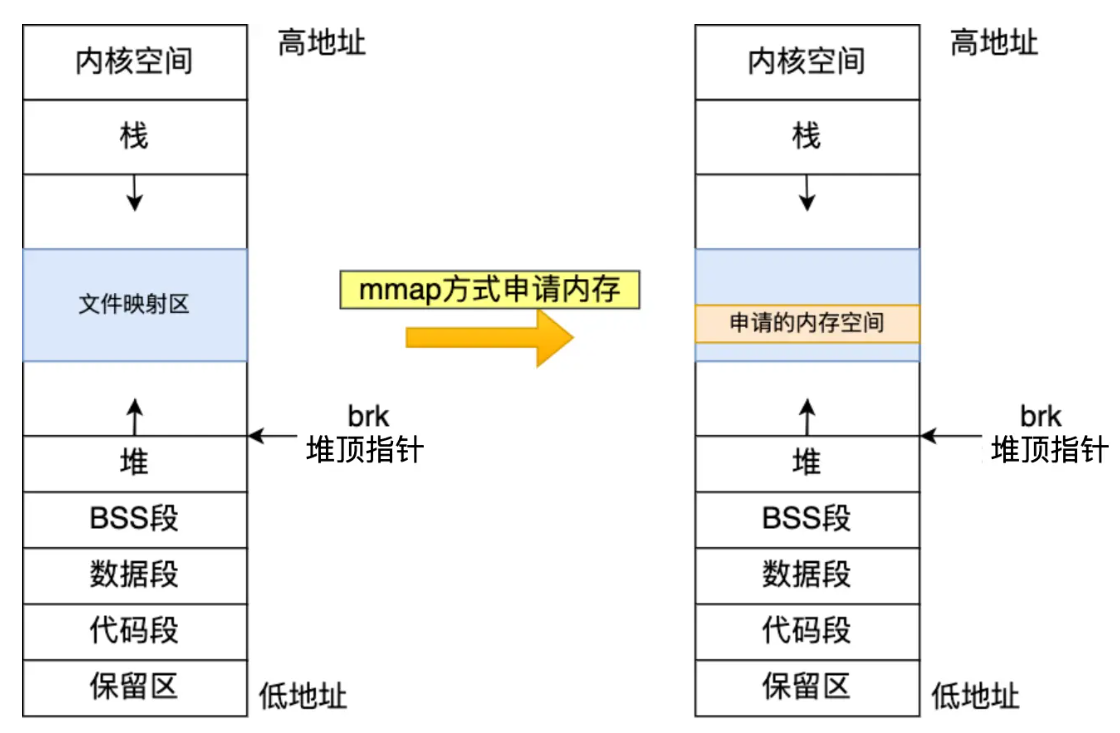 内核空间
高地址
栈
文件映射区
brk
堆顶指针
堆
BSS段
数据段
代码段
保留区
低地址
mmap方式申请内存
内核空间
高地址
栈
申请的内存空间
brk
堆顶指针
堆
BSS段
数据段
代码段
保留区
低地址